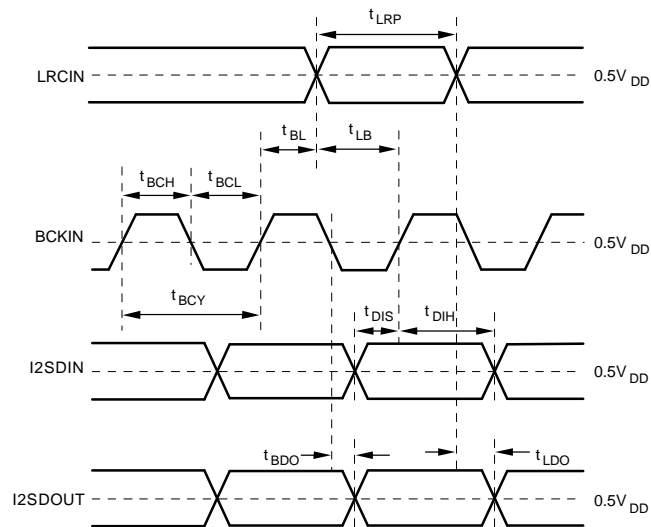 tLRP
LRCIN
0.5VDD
tBL
tLB
tBCH
tBCL
BCKIN
0.5VDD
tBCY
tDIS
tDIH
I2SDIN
0.5VDD
tBDO
tLDO
I2SDOUT
0.5VDD